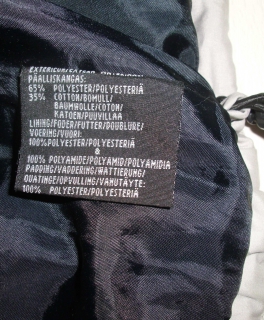 PÄÄLLISKANGAS:
65% POLYESTER/POLYESTERIÄ
35% COTTON/BOMULL/
BAUMWOLLE/COTON/
KATOEN/PUUVILLAA
LINING/FODER/FUTTER/DOUBLURE/
VOERING/VUORI:
100% POLYESTER/POLYESTERIÄ
&
100% POLYAMIDE/POLYAMID/POLYAMIDIA
PADDING/VADDERING/WATTIERUNG/
OUATINGE/OPVULLING/VANUTÄYTE:
100% POLYESTER/POLYESTERIÄ